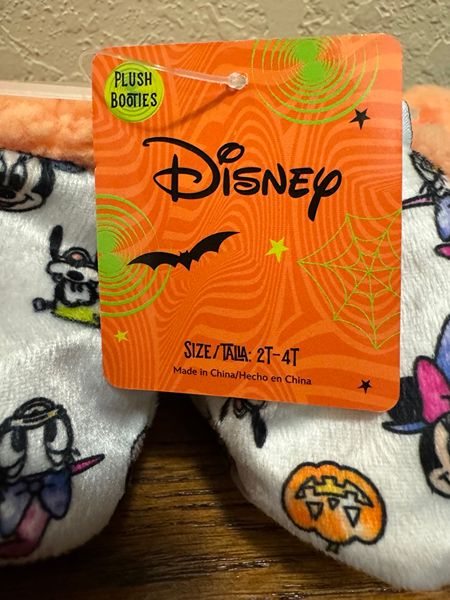 PLUSH
BOOTIES
Disney
SIZE/TALLA: 2T-4T
Made in China/Hecho en China